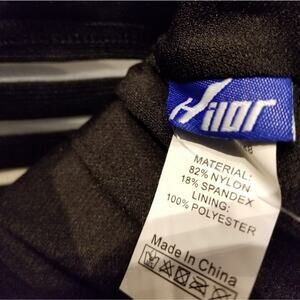 Hilor
MATERIAL:
82% NYLON
18% SPANDEX
LINING:
100% POLYESTER
Made In China